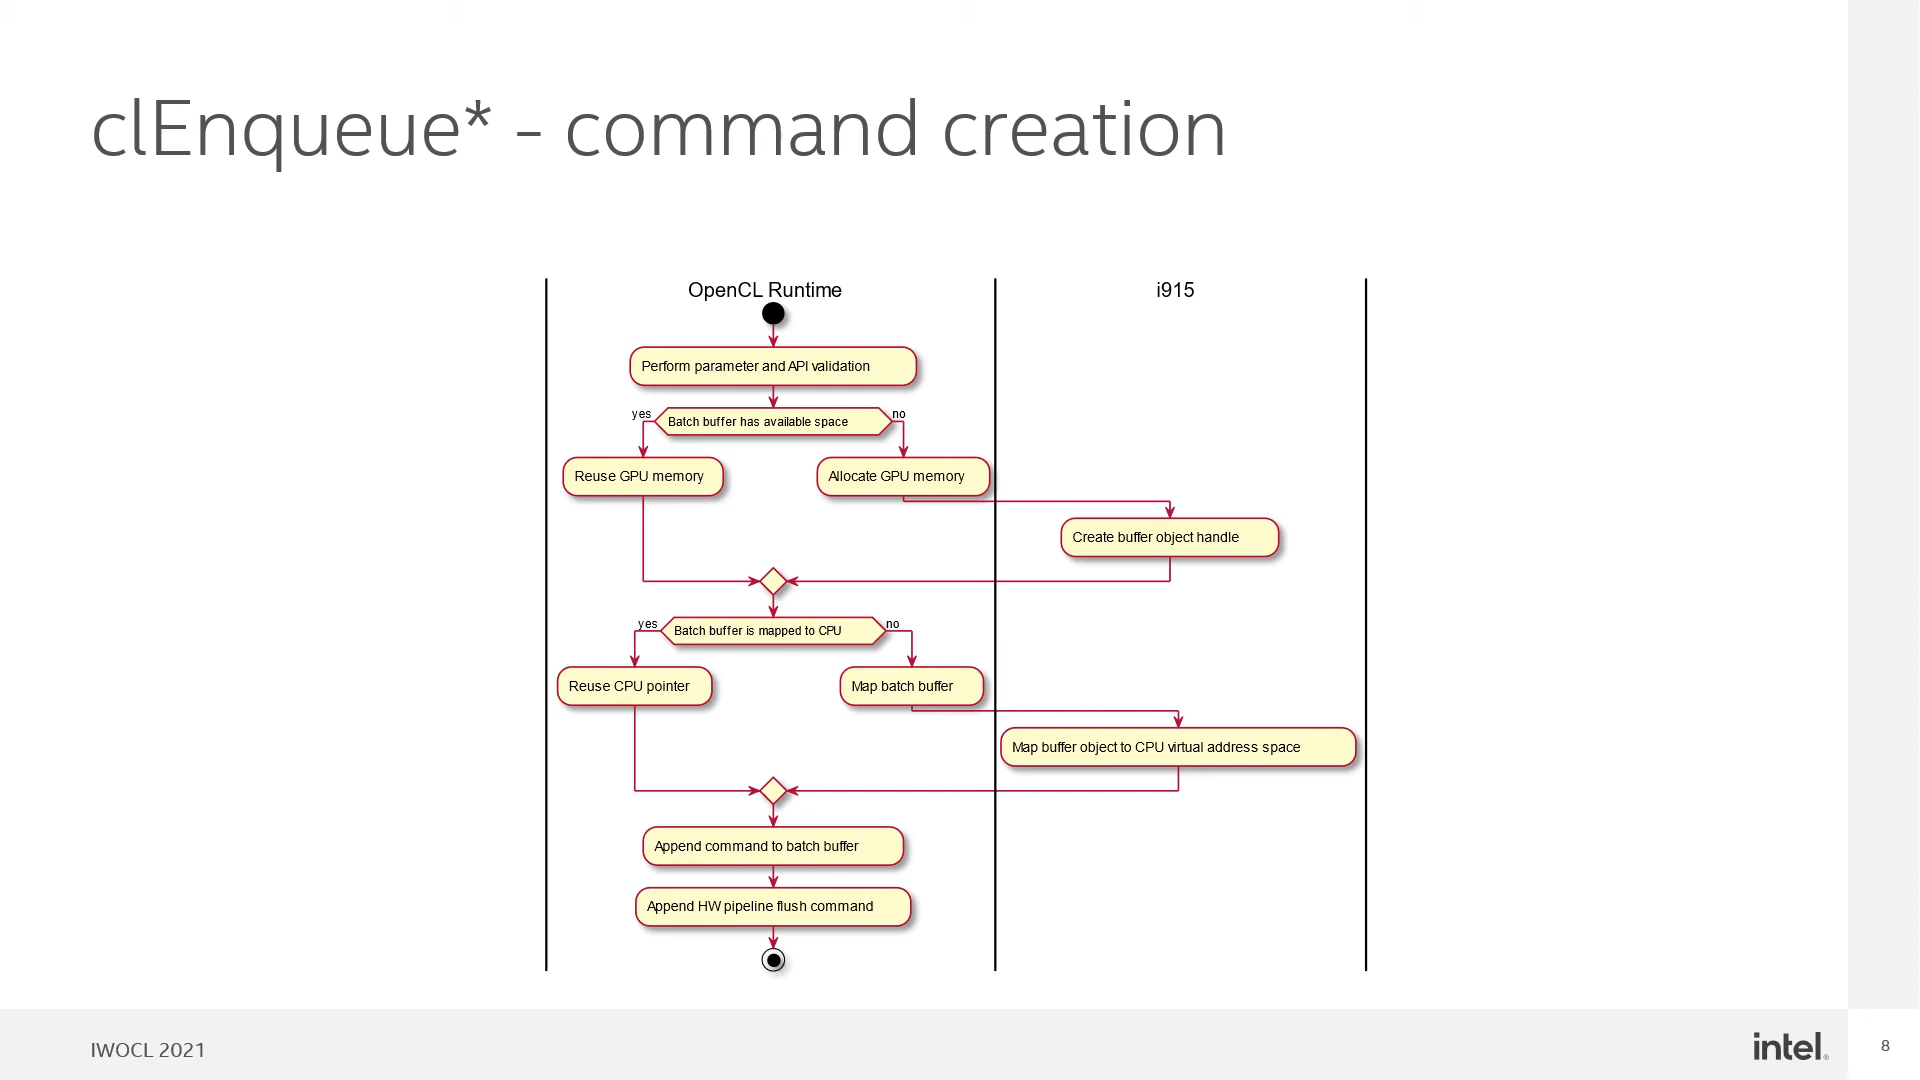 clEnqueue* - command creation
OpenCL Runtime
i915
Perform parameter and API validation
yes
Batch buffer has available space
no
Reuse GPU memory
Allocate GPU memory
Create buffer object handle
yes
Batch buffer is mapped to CPU
no
Reuse CPU pointer
Map batch buffer
Map buffer object to CPU virtual address space
Append command to batch buffer
Append HW pipeline flush command
IWOCL 2021
intel®
8